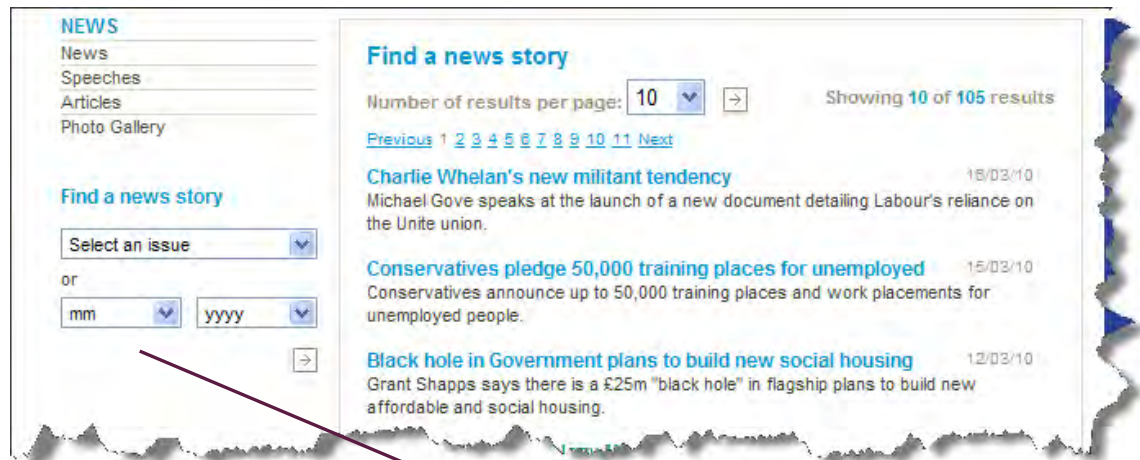 NEWS
News
Speeches
Articles
Photo Gallery
Find a news story
Select an issue
or
mm yyyy
Find a news story
Number of results per page: 10 Showing 10 of 105 results
Previous 1 2 3 4 5 6 7 8 9 10 11 Next
Charlie Whelan's new militant tendency
Michael Gove speaks at the launch of a new document detailing Labour's reliance on
the Unite union.
Conservatives pledge 50,000 training places for unemployed 15/03/10
Conservatives announce up to 50,000 training places and work placements for
unemployed people.
Black hole in Government plans to build new social housing 12/03/10
Grant Shapps says there is a £25m "black hole" in flagship plans to build new
affordable and social housing.